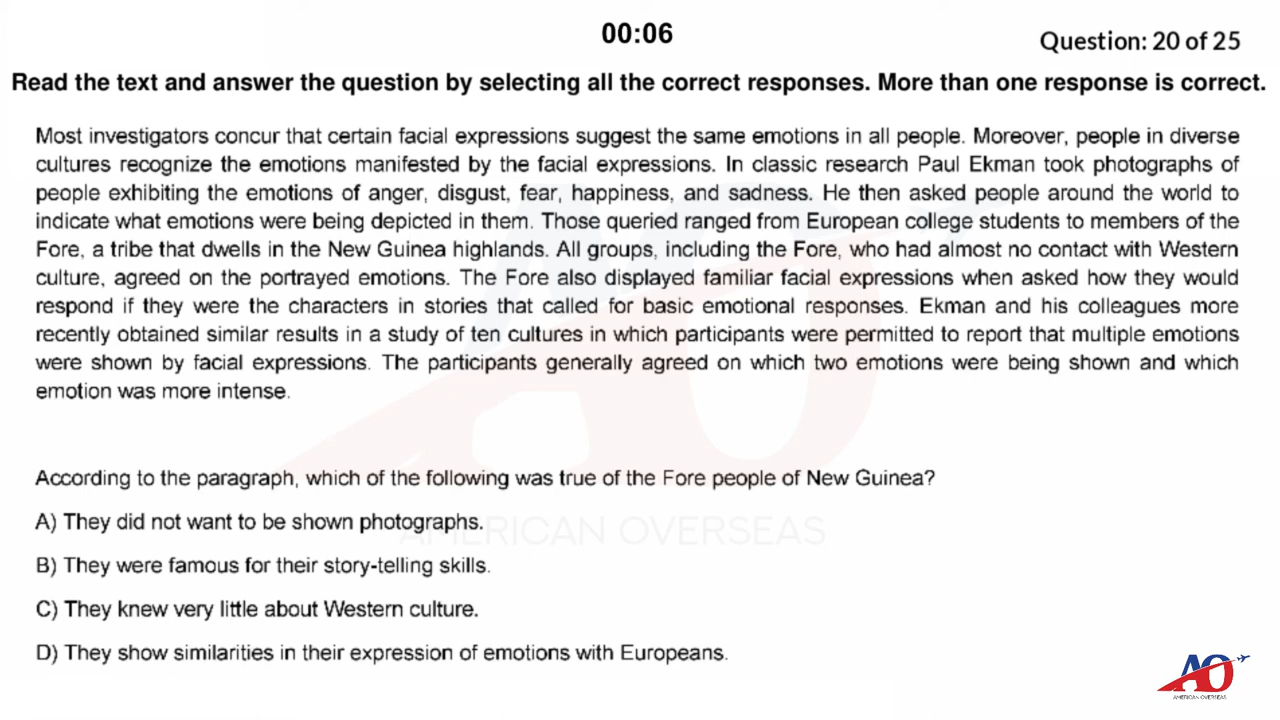 00:06
Question: 20 of 25
Read the text and answer the question by selecting all the correct responses. More than one response is correct.
Most investigators concur that certain facial expressions suggest the same emotions in all people. Moreover, people in diverse
cultures recognize the emotions manifested by the facial expressions. In classic research Paul Ekman took photographs of
people exhibiting the emotions of anger, disgust, fear, happiness, and sadness. He then asked people around the world to
indicate what emotions were being depicted in them. Those queried ranged from European college students to members of the
Fore, a tribe that dwells in the New Guinea highlands. All groups, including the Fore, who had almost no contact with Western
culture, agreed on the portrayed emotions. The Fore also displayed familiar facial expressions when asked how they would
respond if they were the characters in stories that called for basic emotional responses. Ekman and his colleagues more
recently obtained similar results in a study of ten cultures in which participants were permitted to report that multiple emotions
were shown by facial expressions. The participants generally agreed on which two emotions were being shown and which
emotion was more intense.
According to the paragraph, which of the following was true of the Fore people of New Guinea?
A) They did not want to be shown photographs.
AMERICAN OVERSEAS
B) They were famous for their story-telling skills.
C) They knew very little about Western culture.
D) They show similarities in their expression of emotions with Europeans.
AO
AMERICAN OVERSEAS